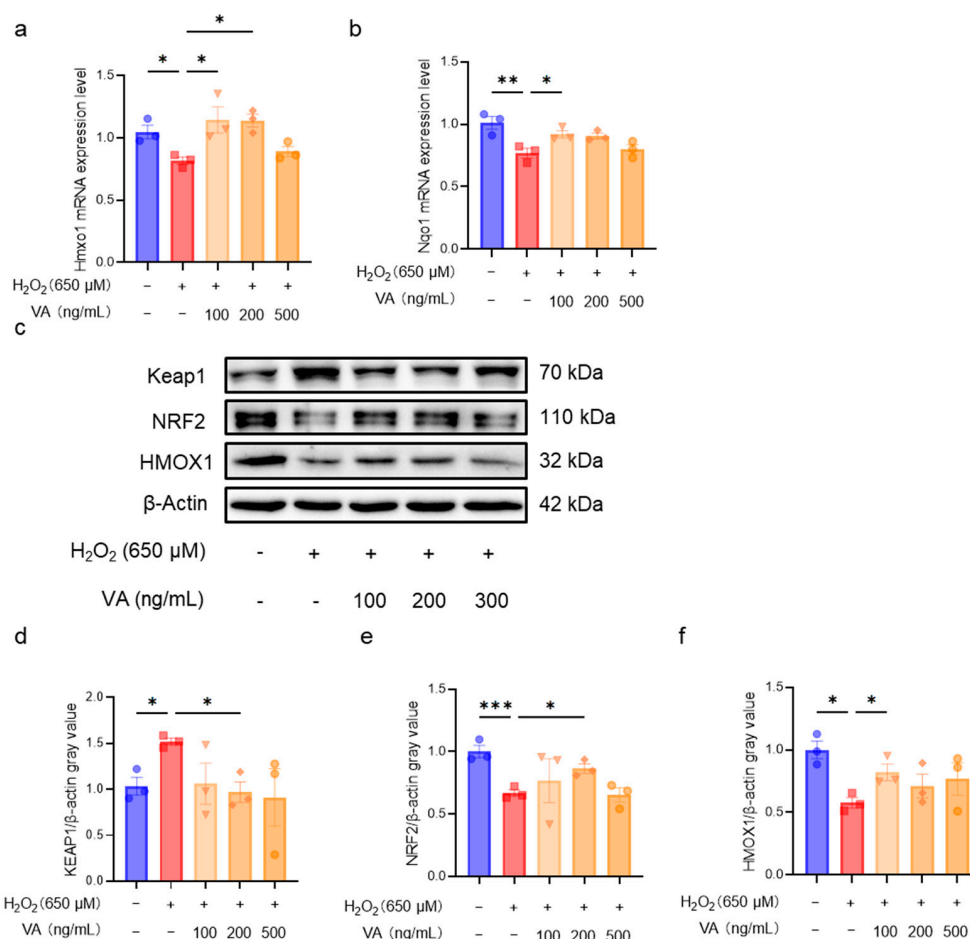 a
*
* *
Hmxo1 mRNA expression level
1.5
1.0
0.5
0.0
H₂O₂(650 μM) – + + + +
VA (ng/mL) – – 100 200 500
b
** *
Nqo1 mRNA expression level
1.5
1.0
0.5
0.0
H₂O₂(650 μM) – + + + +
VA (ng/mL) – – 100 200 500
c
Keap1 70 kDa
NRF2 110 kDa
HMOX1 32 kDa
β-Actin 42 kDa
H₂O₂ (650 μM) - + + + +
VA (ng/mL) - - 100 200 300
d
* *
KEAP1/β-actin gray value
2.0
1.5
1.0
0.5
0.0
H₂O₂(650 μM) – + + + +
VA (ng/mL) – – 100 200 500
e
*** *
NRF2/β-actin gray value
1.5
1.0
0.5
0.0
H₂O₂(650 μM) – + + + +
VA (ng/mL) – – 100 200 500
f
* *
HMOX1/β-actin gray value
1.5
1.0
0.5
0.0
H₂O₂(650 μM) – + + + +
VA (ng/mL) – – 100 200 500